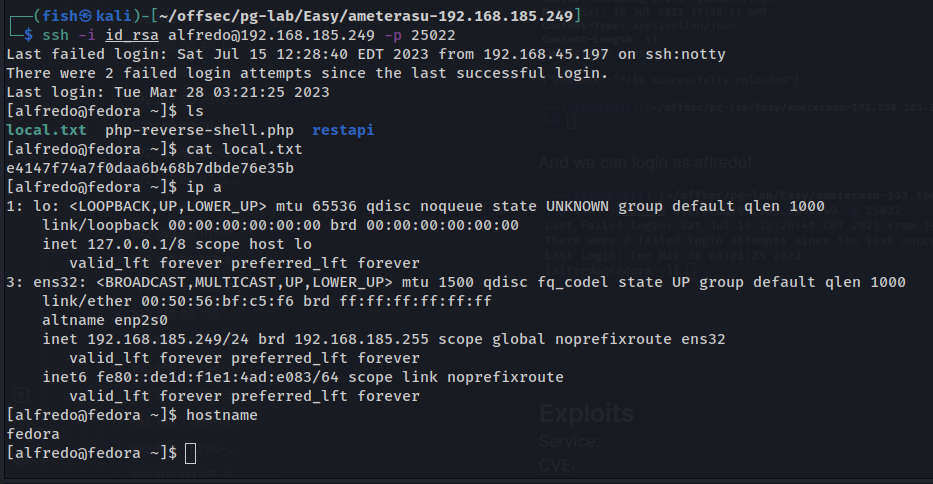 ┌──(fish㉿kali)-[~/offsec/pg-lab/Easy/ameterasu-192.168.185.249]
└─$ ssh -i id_rsa alfredo@192.168.185.249 -p 25022
Last failed login: Sat Jul 15 12:28:40 EDT 2023 from 192.168.45.197 on ssh:notty
There were 2 failed login attempts since the last successful login.
Last login: Tue Mar 28 03:21:25 2023
[alfredo@fedora ~]$ ls
local.txt  php-reverse-shell.php  restapi
[alfredo@fedora ~]$ cat local.txt
e4147f74a7f0daa6b468b7dbde76e35b
[alfredo@fedora ~]$ ip a
1: lo: <LOOPBACK,UP,LOWER_UP> mtu 65536 qdisc noqueue state UNKNOWN group default qlen 1000
    link/loopback 00:00:00:00:00:00 brd 00:00:00:00:00:00
    inet 127.0.0.1/8 scope host lo
       valid_lft forever preferred_lft forever
3: ens32: <BROADCAST,MULTICAST,UP,LOWER_UP> mtu 1500 qdisc fq_codel state UP group default qlen 1000
    link/ether 00:50:56:bf:c5:f6 brd ff:ff:ff:ff:ff:ff
    altname enp2s0
    inet 192.168.185.249/24 brd 192.168.185.255 scope global noprefixroute ens32
       valid_lft forever preferred_lft forever
    inet6 fe80::de1d:f1e1:4ad:e083/64 scope link noprefixroute
       valid_lft forever preferred_lft forever
[alfredo@fedora ~]$ hostname
fedora
[alfredo@fedora ~]$
And we can login as alfredo!
Exploits
Service:
CVE: